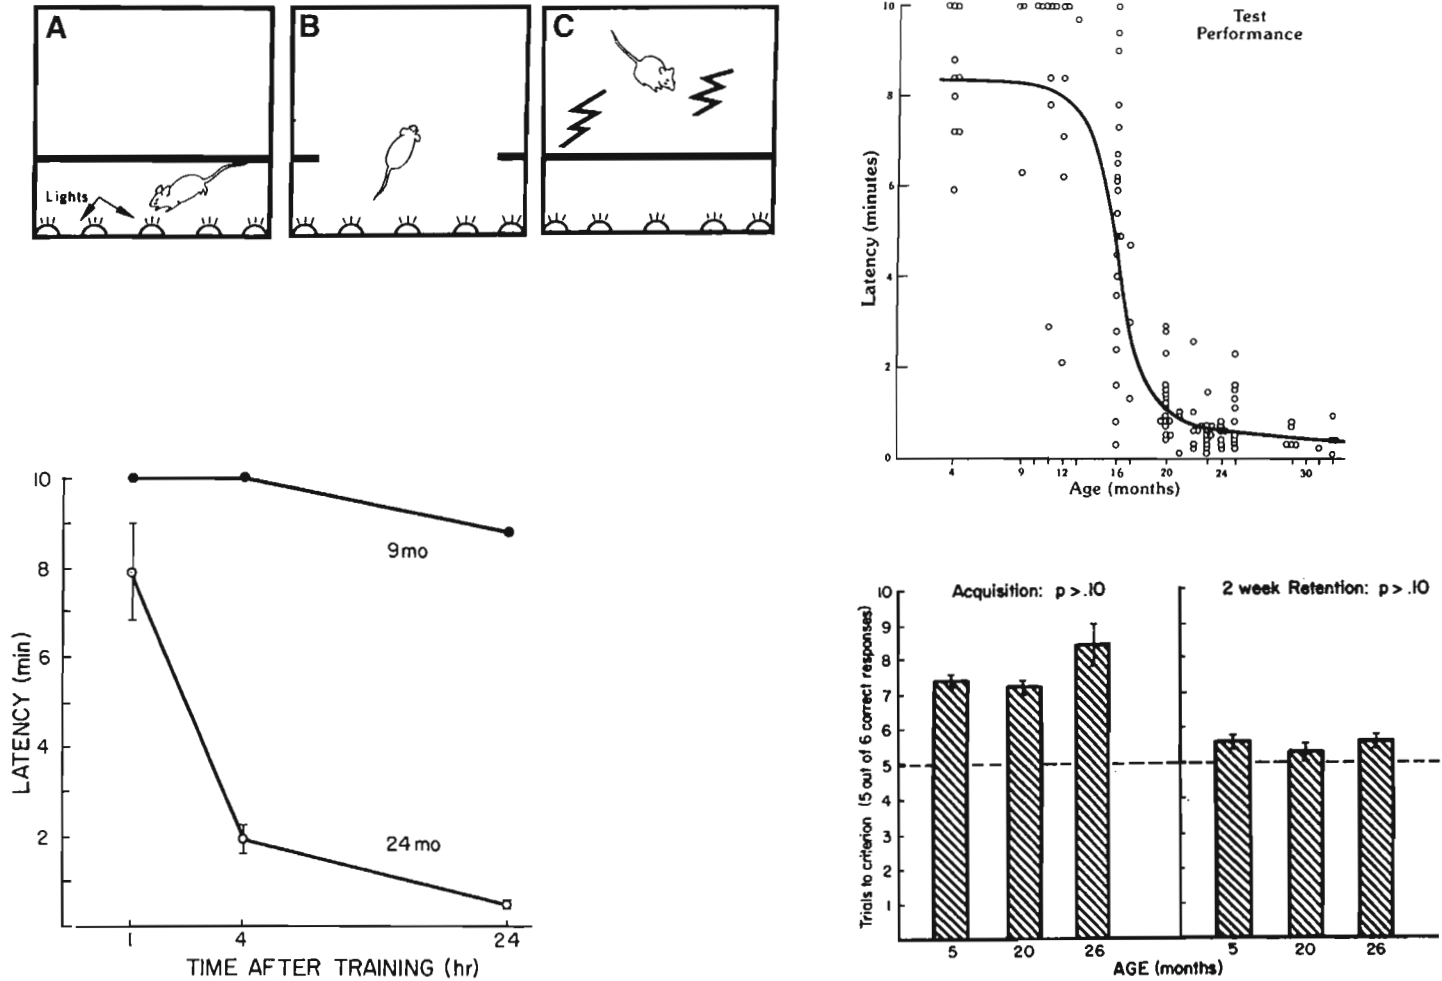 A
B
C
Lights
Test
Performance
Latency (minutes)
10
8
6
4
2
0
4
9
12
16
20
24
30
Age (months)
LATENCY (min)
10
8
6
4
2
9mo
24mo
1
4
24
TIME AFTER TRAINING (hr)
Trials to criterion (5 out of 6 correct responses)
10
9
8
7
6
5
4
3
2
1
Acquisition: p > .10
2 week Retention: p > .10
5
20
26
5
20
26
AGE (months)